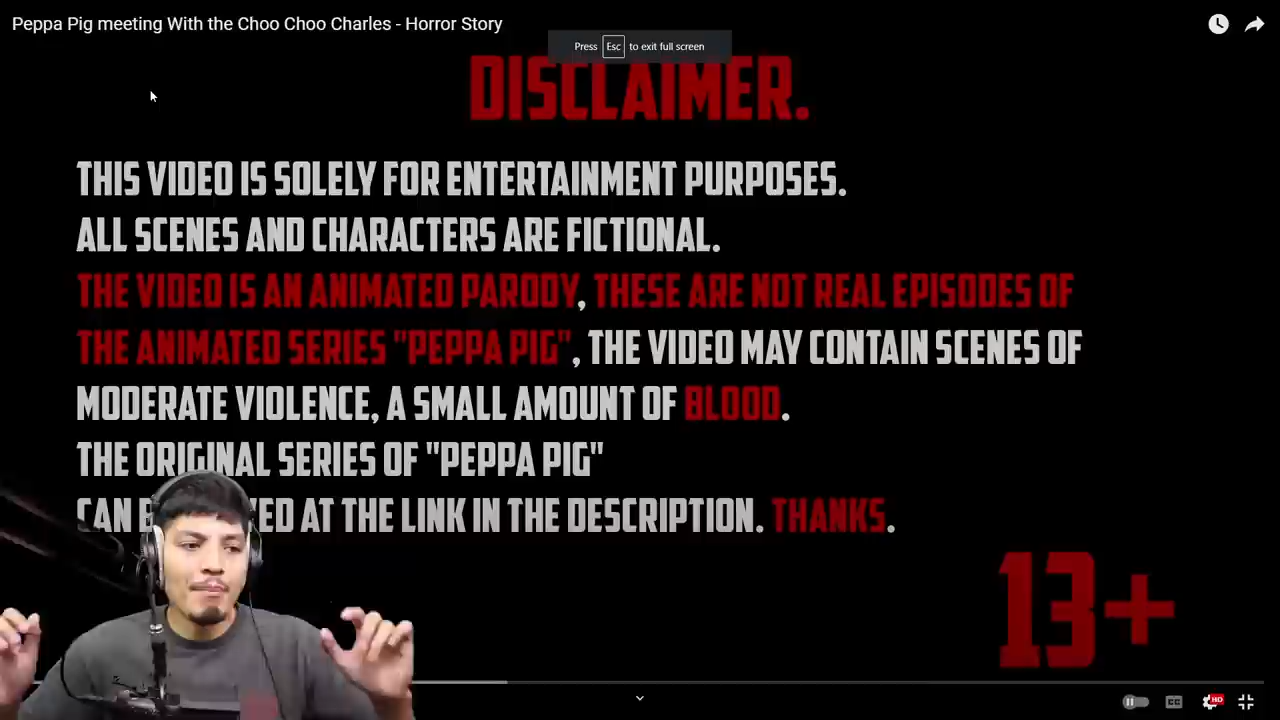 Peppa Pig meeting With the Choo Choo Charles - Horror Story
Press Esc to exit full screen
DISCLAIMER.
THIS VIDEO IS SOLELY FOR ENTERTAINMENT PURPOSES.
ALL SCENES AND CHARACTERS ARE FICTIONAL.
THE VIDEO IS AN ANIMATED PARODY, THESE ARE NOT REAL EPISODES OF
THE ANIMATED SERIES "PEPPA PIG", THE VIDEO MAY CONTAIN SCENES OF
MODERATE VIOLENCE, A SMALL AMOUNT OF BLOOD.
THE ORIGINAL SERIES OF "PEPPA PIG"
CAN AT THE LINK IN THE DESCRIPTION. THANKS.
13+
CC HD